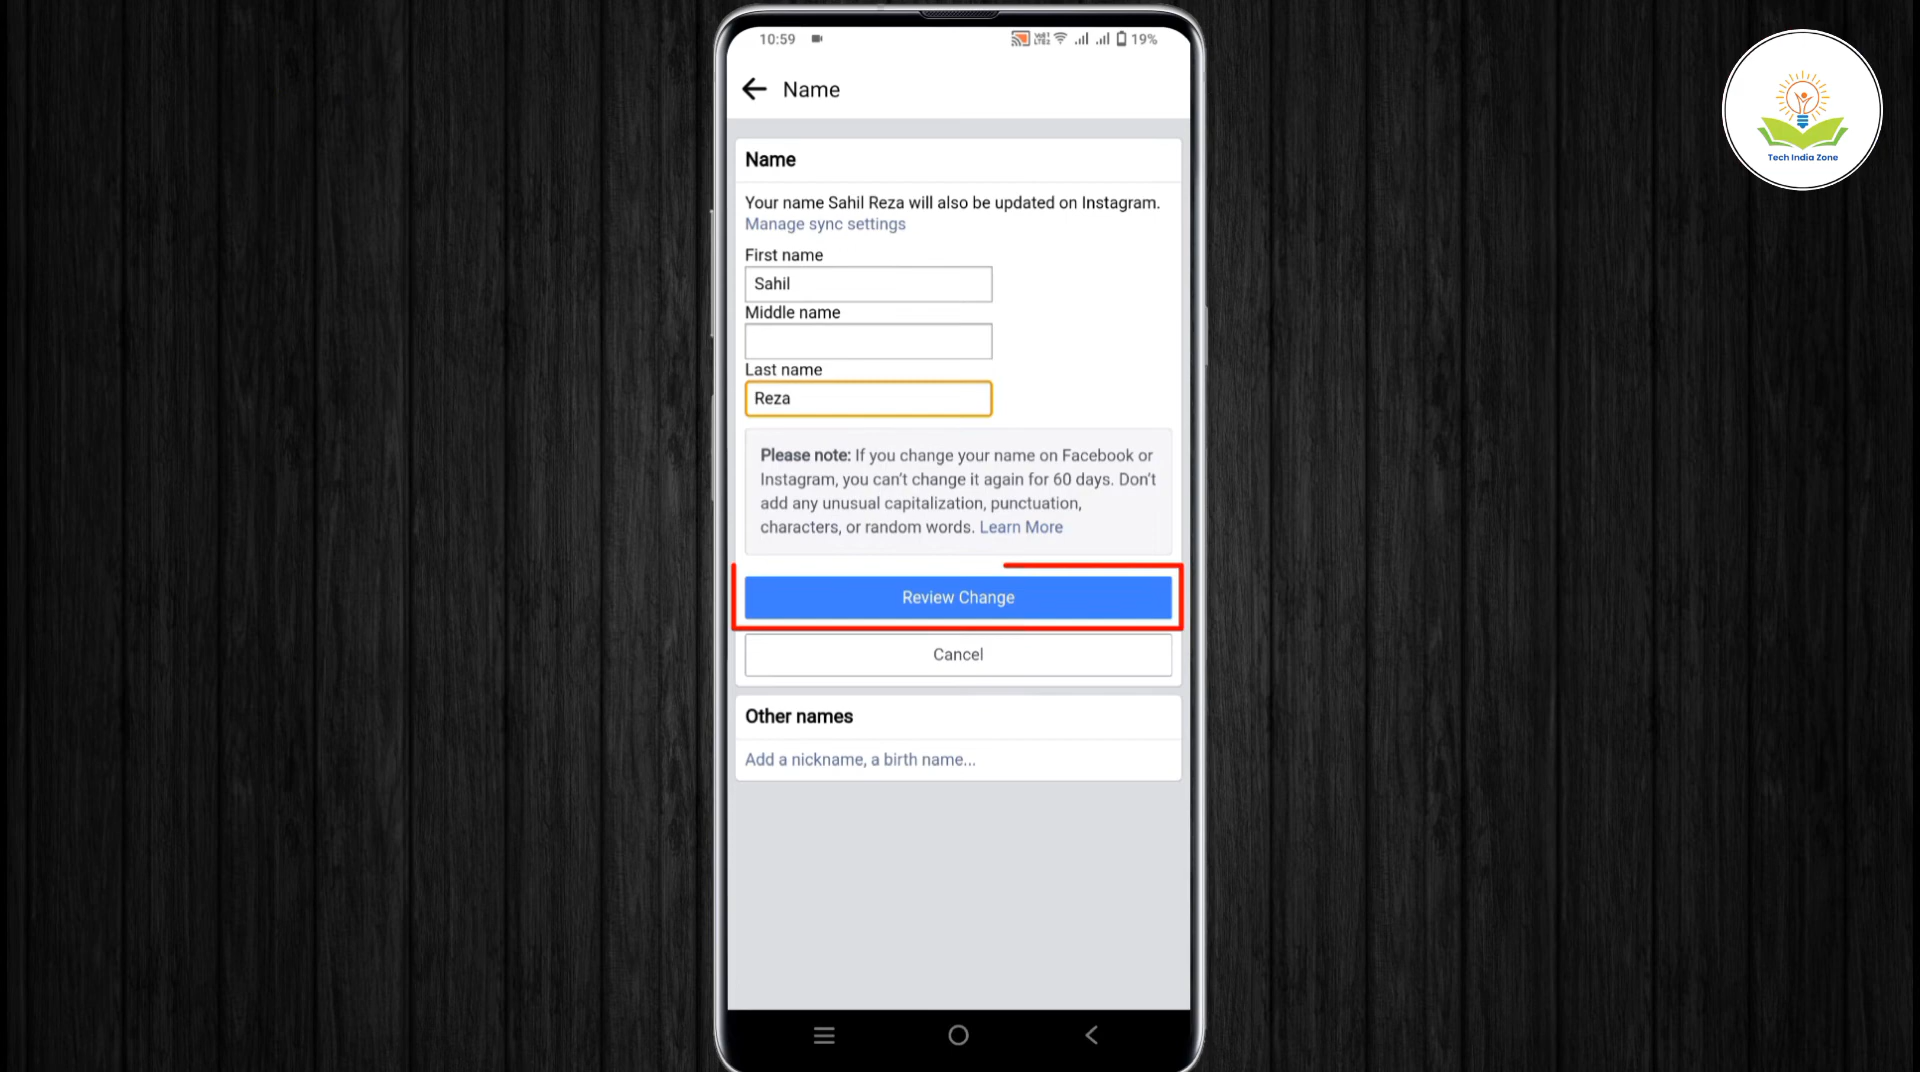 10:59
19%
Name
Name
Your name Sahil Reza will also be updated on Instagram.
Manage sync settings
First name
Sahil
Middle name
Last name
Reza
Please note: If you change your name on Facebook or
Instagram, you can't change it again for 60 days. Don't
add any unusual capitalization, punctuation,
characters, or random words. Learn More
Review Change
Cancel
Other names
Add a nickname, a birth name...
Tech India Zone